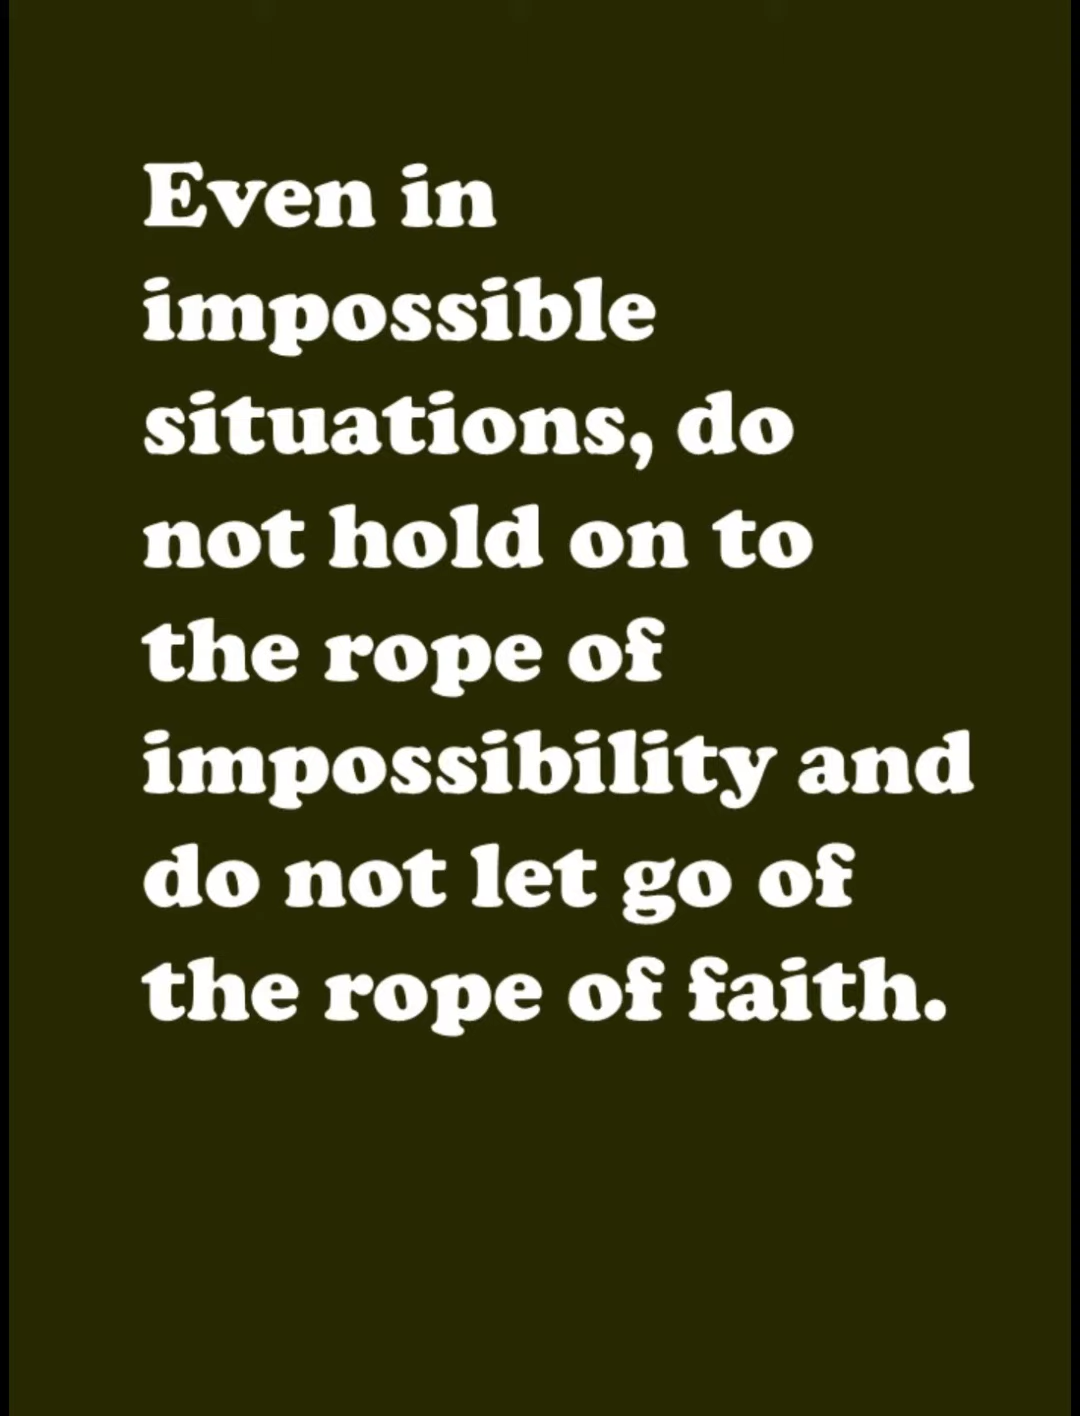 Even in
impossible
situations, do
not hold on to
the rope of
impossibility and
do not let go of
the rope of faith.